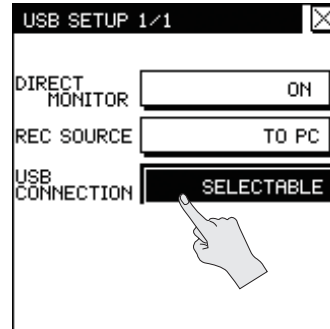 USB SETUP 1/1
DIRECT
MONITOR
ON
REC SOURCE
TO PC
USB
CONNECTION
SELECTABLE